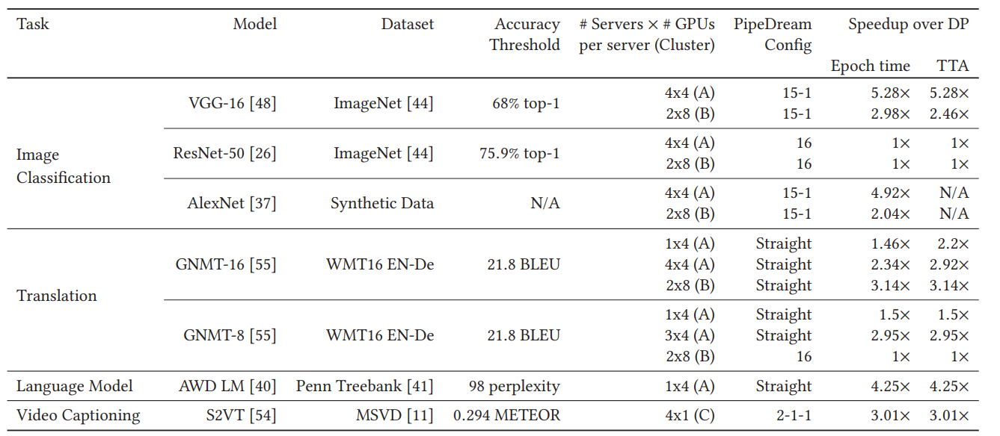 Task Model Dataset Accuracy Threshold # Servers × # GPUs per server (Cluster) PipeDream Config Speedup over DP
Epoch time TTA
Image Classification
VGG-16 [48] ImageNet [44] 68% top-1 4x4 (A) 15-1 5.28× 5.28×
2x8 (B) 15-1 2.98× 2.46×
ResNet-50 [26] ImageNet [44] 75.9% top-1 4x4 (A) 16 1× 1×
2x8 (B) 16 1× 1×
AlexNet [37] Synthetic Data N/A 4x4 (A) 15-1 4.92× N/A
2x8 (B) 15-1 2.04× N/A
Translation
GNMT-16 [55] WMT16 EN-De 21.8 BLEU 1x4 (A) Straight 1.46× 2.2×
4x4 (A) Straight 2.34× 2.92×
2x8 (B) Straight 3.14× 3.14×
GNMT-8 [55] WMT16 EN-De 21.8 BLEU 1x4 (A) Straight 1.5× 1.5×
3x4 (A) Straight 2.95× 2.95×
2x8 (B) 16 1× 1×
Language Model AWD LM [40] Penn Treebank [41] 98 perplexity 1x4 (A) Straight 4.25× 4.25×
Video Captioning S2VT [54] MSVD [11] 0.294 METEOR 4x1 (C) 2-1-1 3.01× 3.01×